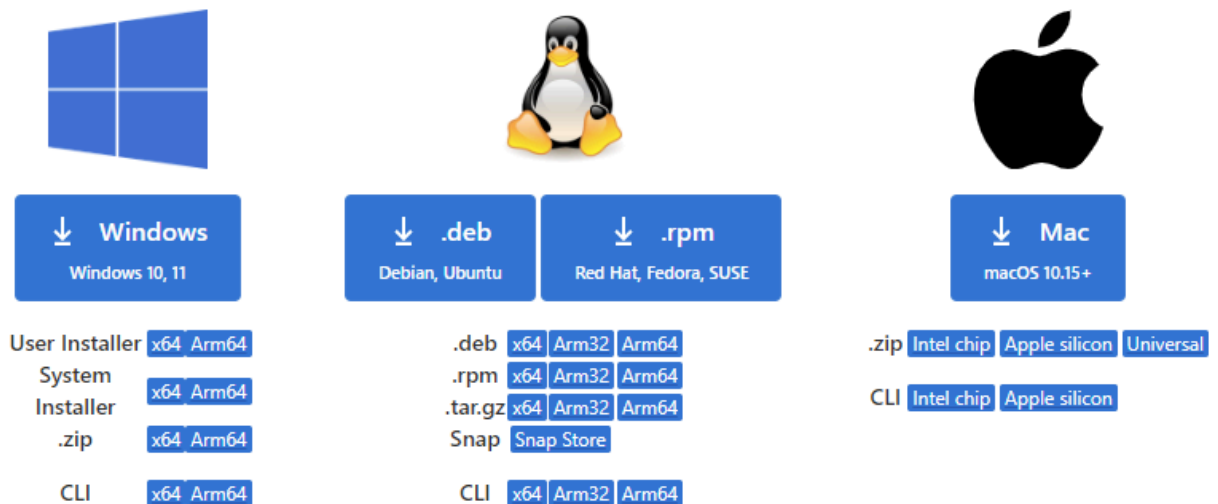 Windows
Windows 10, 11
User Installer x64 Arm64
System
Installer x64 Arm64
.zip x64 Arm64
CLI x64 Arm64
.deb
Debian, Ubuntu
.rpm
Red Hat, Fedora, SUSE
.deb x64 Arm32 Arm64
.rpm x64 Arm32 Arm64
.tar.gz x64 Arm32 Arm64
Snap Snap Store
CLI x64 Arm32 Arm64
Mac
macOS 10.15+
.zip Intel chip Apple silicon Universal
CLI Intel chip Apple silicon